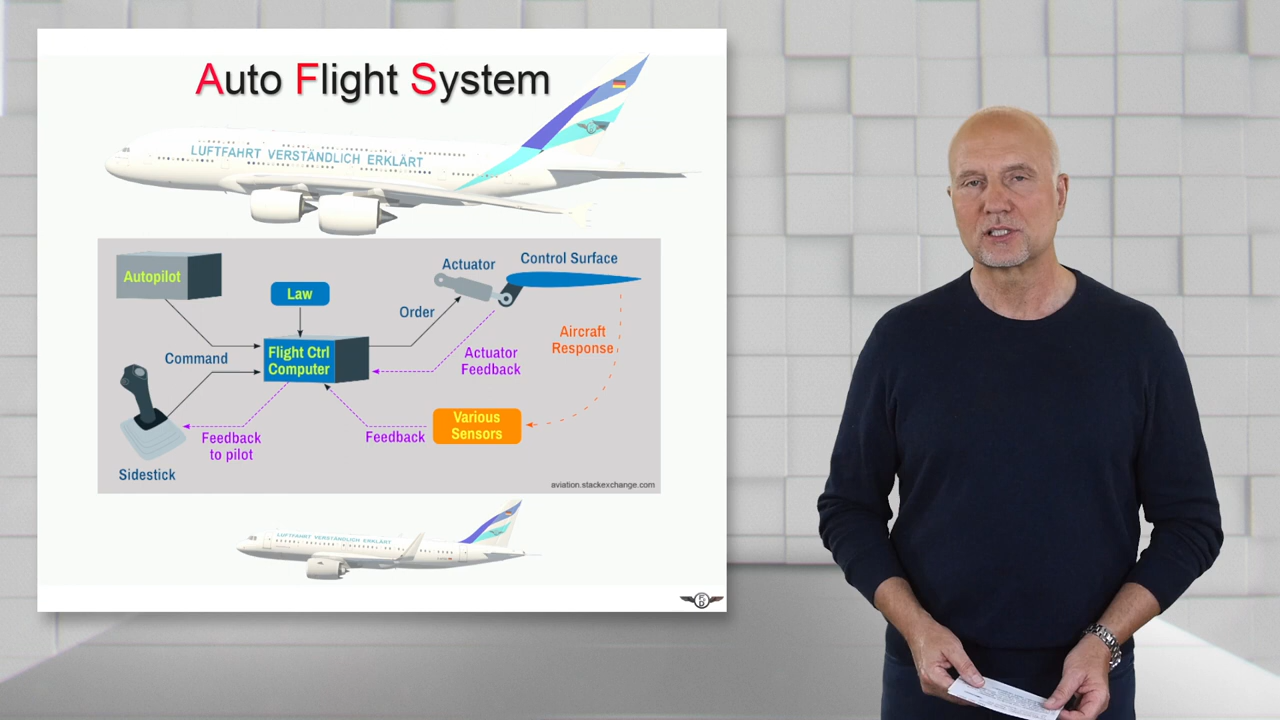 Auto Flight System
LUFTFAHRT VERSTÄNDLICH ERKLÄRT
Autopilot
Law
Actuator
Control Surface
Order
Command
Flight Ctrl
Computer
Aircraft
Response
Actuator
Feedback
Various
Sensors
Feedback
Feedback
to pilot
Sidestick
aviation.stackexchange.com
LUFTFAHRT VERSTÄNDLICH ERKLÄRT